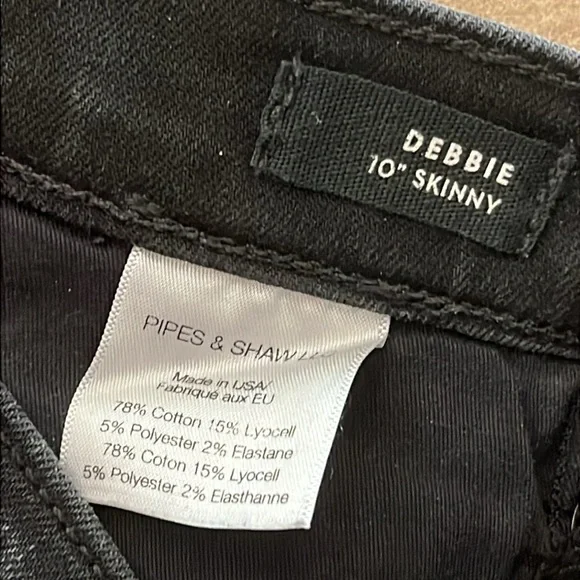 DEBBIE
10" SKINNY
PIPES & SHAW
Made in USA/
Fabriqué aux EU
78% Cotton 15% Lyocell
5% Polyester 2% Elastane
78% Coton 15% Lyocell
5% Polyester 2% Elasthanne